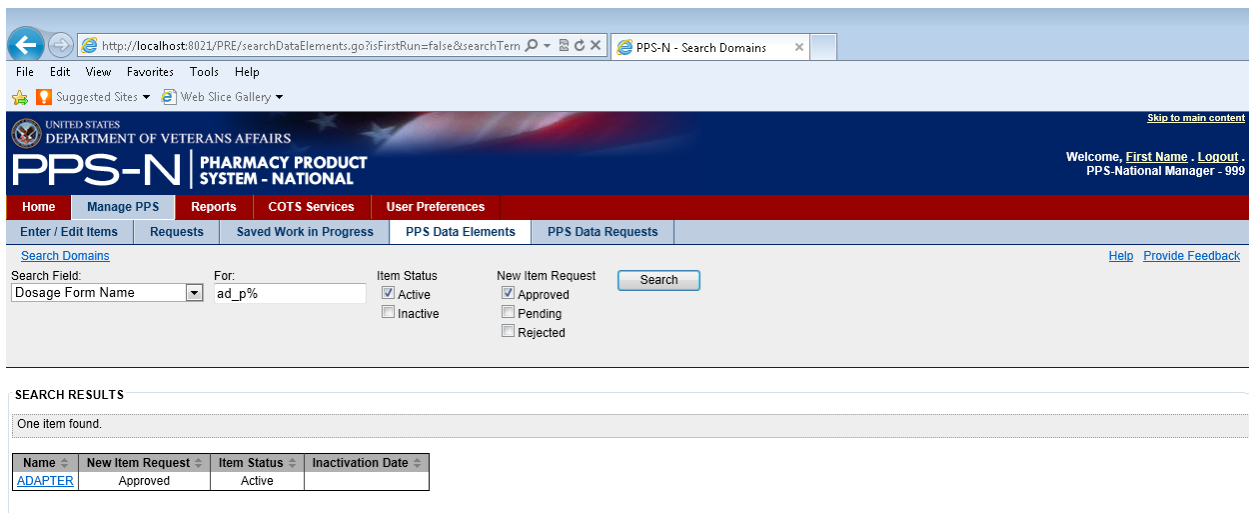 http://localhost:8021/PRE/searchDataElements.go?isFirstRun=false&searchTern
PPS-N - Search Domains
File Edit View Favorites Tools Help
Suggested Sites Web Slice Gallery
Skip to main content
UNITED STATES
DEPARTMENT OF VETERANS AFFAIRS
PPS-N
PHARMACY PRODUCT
SYSTEM - NATIONAL
Welcome, First Name . Logout .
PPS-National Manager - 999
Home Manage PPS Reports COTS Services User Preferences
Enter / Edit Items Requests Saved Work in Progress PPS Data Elements PPS Data Requests
Search Domains Help Provide Feedback
Search Field: For: Item Status New Item Request Search
Dosage Form Name ad_p% Active Approved
Inactive Pending
Rejected
SEARCH RESULTS
One item found.
Name New Item Request Item Status Inactivation Date
ADAPTER Approved Active